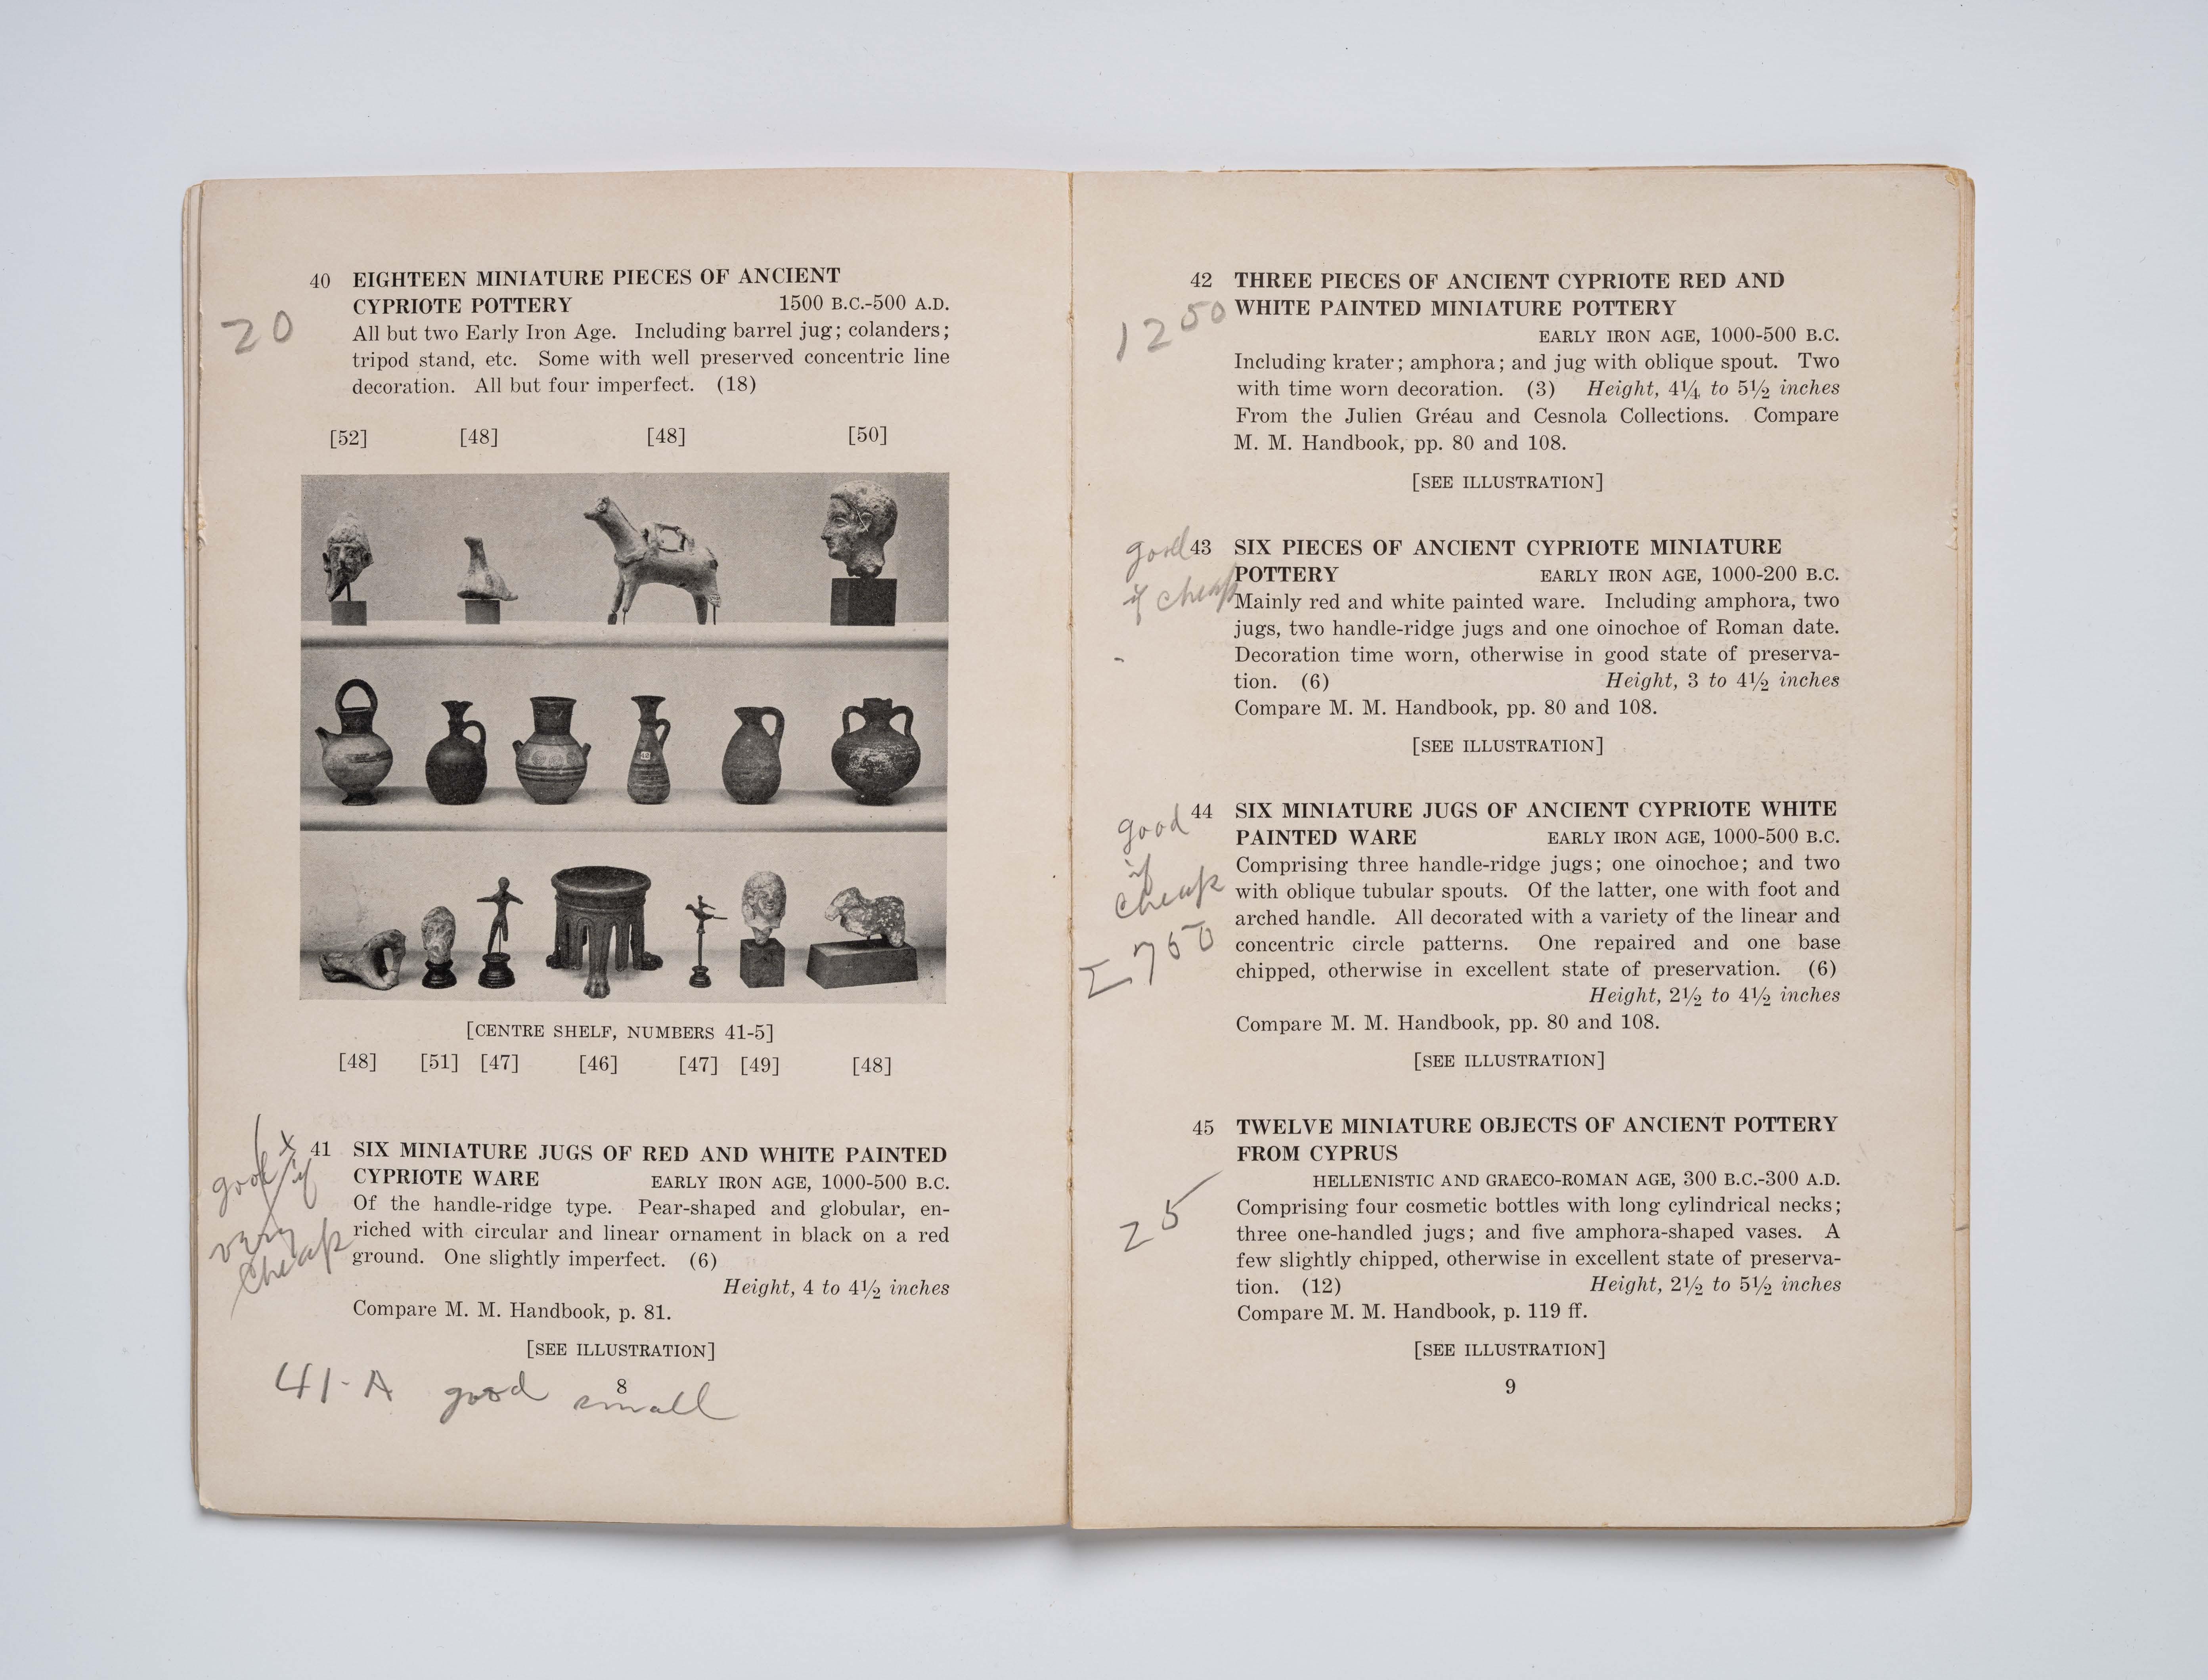 40 EIGHTEEN MINIATURE PIECES OF ANCIENT
CYPRIOTE POTTERY 1500 B.C.-500 A.D.
20
All but two Early Iron Age. Including barrel jug; colanders;
tripod stand, etc. Some with well preserved concentric line
decoration. All but four imperfect. (18)
[52] [48] [48] [50]
[CENTRE SHELF, NUMBERS 41-5]
[48] [51] [47] [46] [47] [49] [48]
x
good if
very
cheap
41 SIX MINIATURE JUGS OF RED AND WHITE PAINTED
CYPRIOTE WARE EARLY IRON AGE, 1000-500 B.C.
Of the handle-ridge type. Pear-shaped and globular, en-
riched with circular and linear ornament in black on a red
ground. One slightly imperfect. (6)
Height, 4 to 4½ inches
Compare M. M. Handbook, p. 81.
[SEE ILLUSTRATION]
8
41-A good small
42 THREE PIECES OF ANCIENT CYPRIOTE RED AND
WHITE PAINTED MINIATURE POTTERY
1250
EARLY IRON AGE, 1000-500 B.C.
Including krater; amphora; and jug with oblique spout. Two
with time worn decoration. (3) Height, 4¼ to 5½ inches
From the Julien Gréau and Cesnola Collections. Compare
M. M. Handbook, pp. 80 and 108.
[SEE ILLUSTRATION]
good
if cheap
43 SIX PIECES OF ANCIENT CYPRIOTE MINIATURE
POTTERY EARLY IRON AGE, 1000-200 B.C.
Mainly red and white painted ware. Including amphora, two
jugs, two handle-ridge jugs and one oinochoe of Roman date.
Decoration time worn, otherwise in good state of preserva-
tion. (6) Height, 3 to 4½ inches
Compare M. M. Handbook, pp. 80 and 108.
[SEE ILLUSTRATION]
good
if
cheap
750
44 SIX MINIATURE JUGS OF ANCIENT CYPRIOTE WHITE
PAINTED WARE EARLY IRON AGE, 1000-500 B.C.
Comprising three handle-ridge jugs; one oinochoe; and two
with oblique tubular spouts. Of the latter, one with foot and
arched handle. All decorated with a variety of the linear and
concentric circle patterns. One repaired and one base
chipped, otherwise in excellent state of preservation. (6)
Height, 2½ to 4½ inches
Compare M. M. Handbook, pp. 80 and 108.
[SEE ILLUSTRATION]
45 TWELVE MINIATURE OBJECTS OF ANCIENT POTTERY
FROM CYPRUS
HELLENISTIC AND GRAECO-ROMAN AGE, 300 B.C.-300 A.D.
25
Comprising four cosmetic bottles with long cylindrical necks;
three one-handled jugs; and five amphora-shaped vases. A
few slightly chipped, otherwise in excellent state of preserva-
tion. (12) Height, 2½ to 5½ inches
Compare M. M. Handbook, p. 119 ff.
[SEE ILLUSTRATION]
9